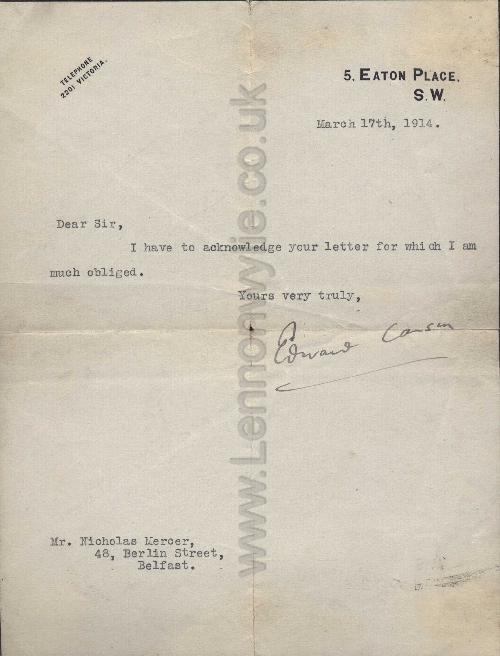 TELEPHONE
2201 VICTORIA.
5, EATON PLACE,
S.W.
March 17th, 1914.
Dear Sir,
I have to acknowledge your letter for which I am
much obliged.
Yours very truly,
Edward Carson
Mr. Nicholas Mercer,
48, Berlin Street,
Belfast.
www.Lennonwylie.co.uk